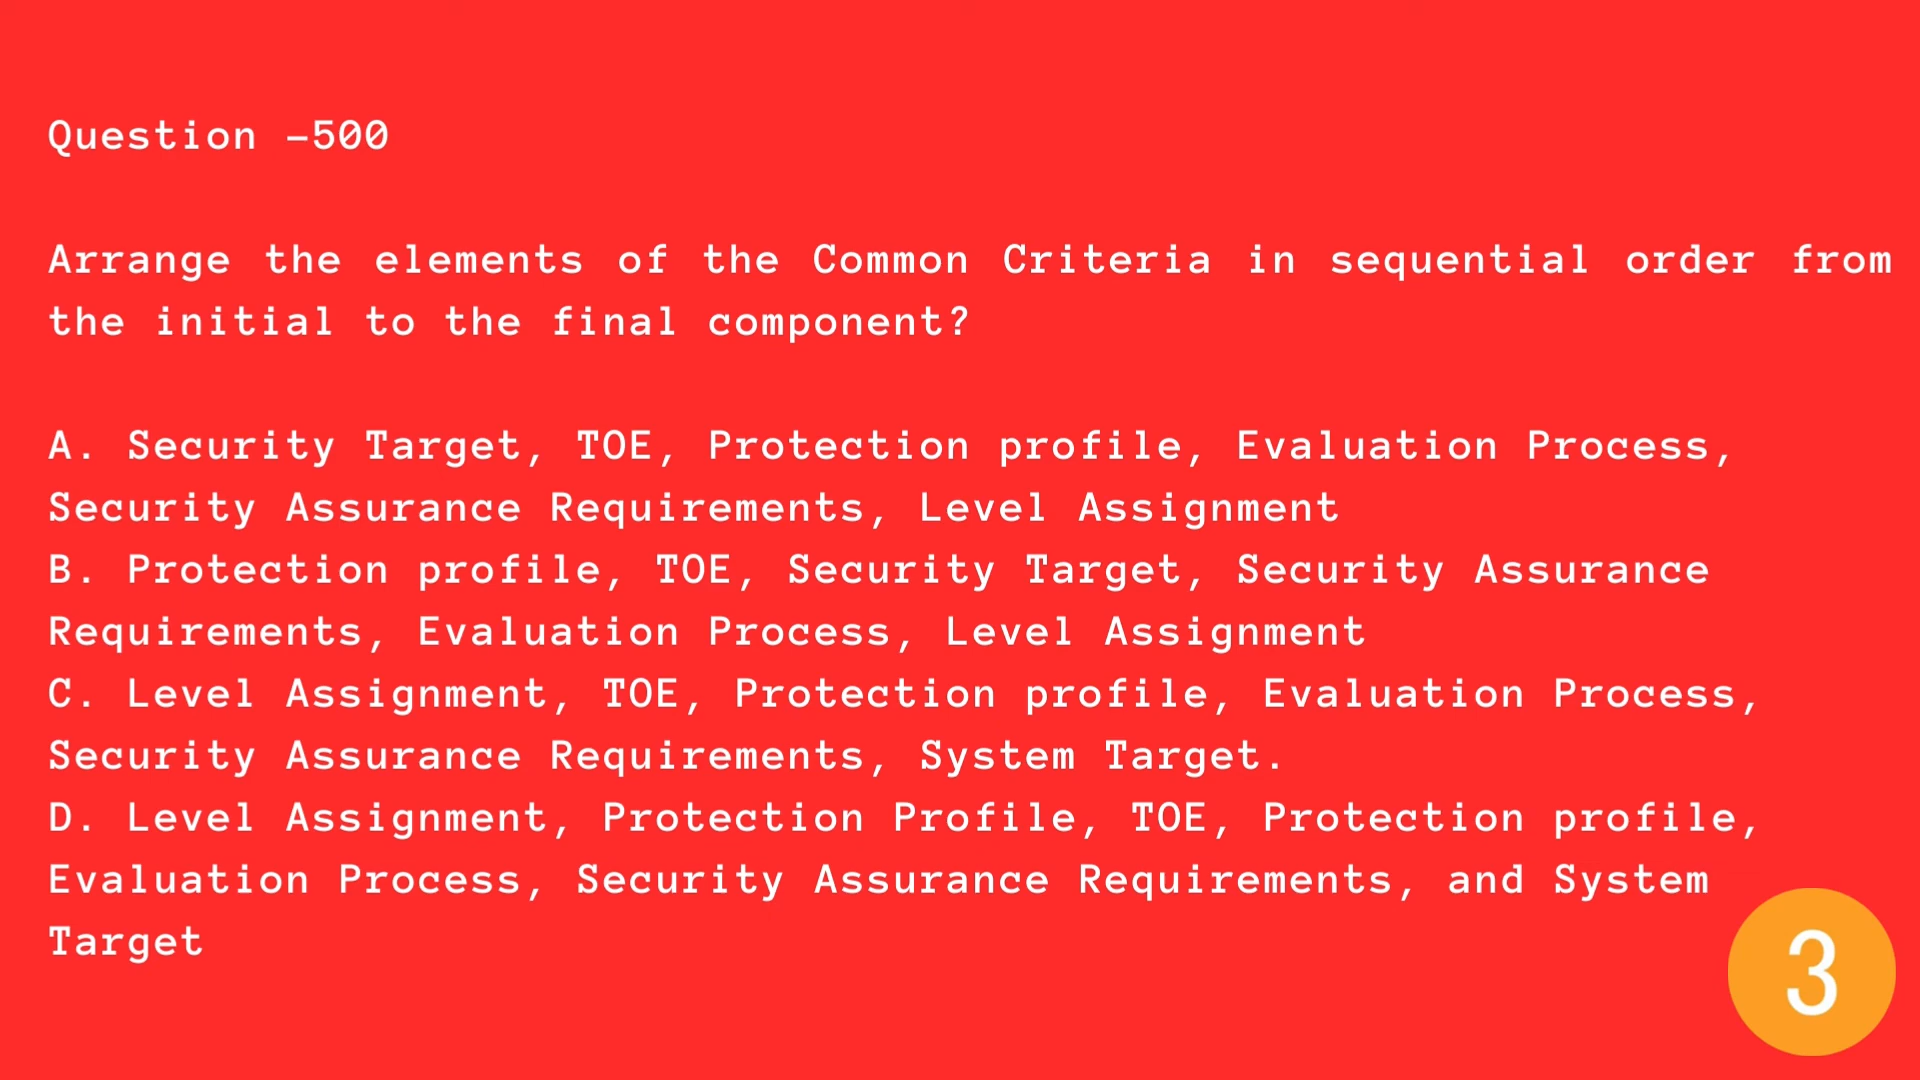 Question -500
Arrange the elements of the Common Criteria in sequential order from
the initial to the final component?
A. Security Target, TOE, Protection profile, Evaluation Process,
Security Assurance Requirements, Level Assignment
B. Protection profile, TOE, Security Target, Security Assurance
Requirements, Evaluation Process, Level Assignment
C. Level Assignment, TOE, Protection profile, Evaluation Process,
Security Assurance Requirements, System Target.
D. Level Assignment, Protection Profile, TOE, Protection profile,
Evaluation Process, Security Assurance Requirements, and System
Target
3